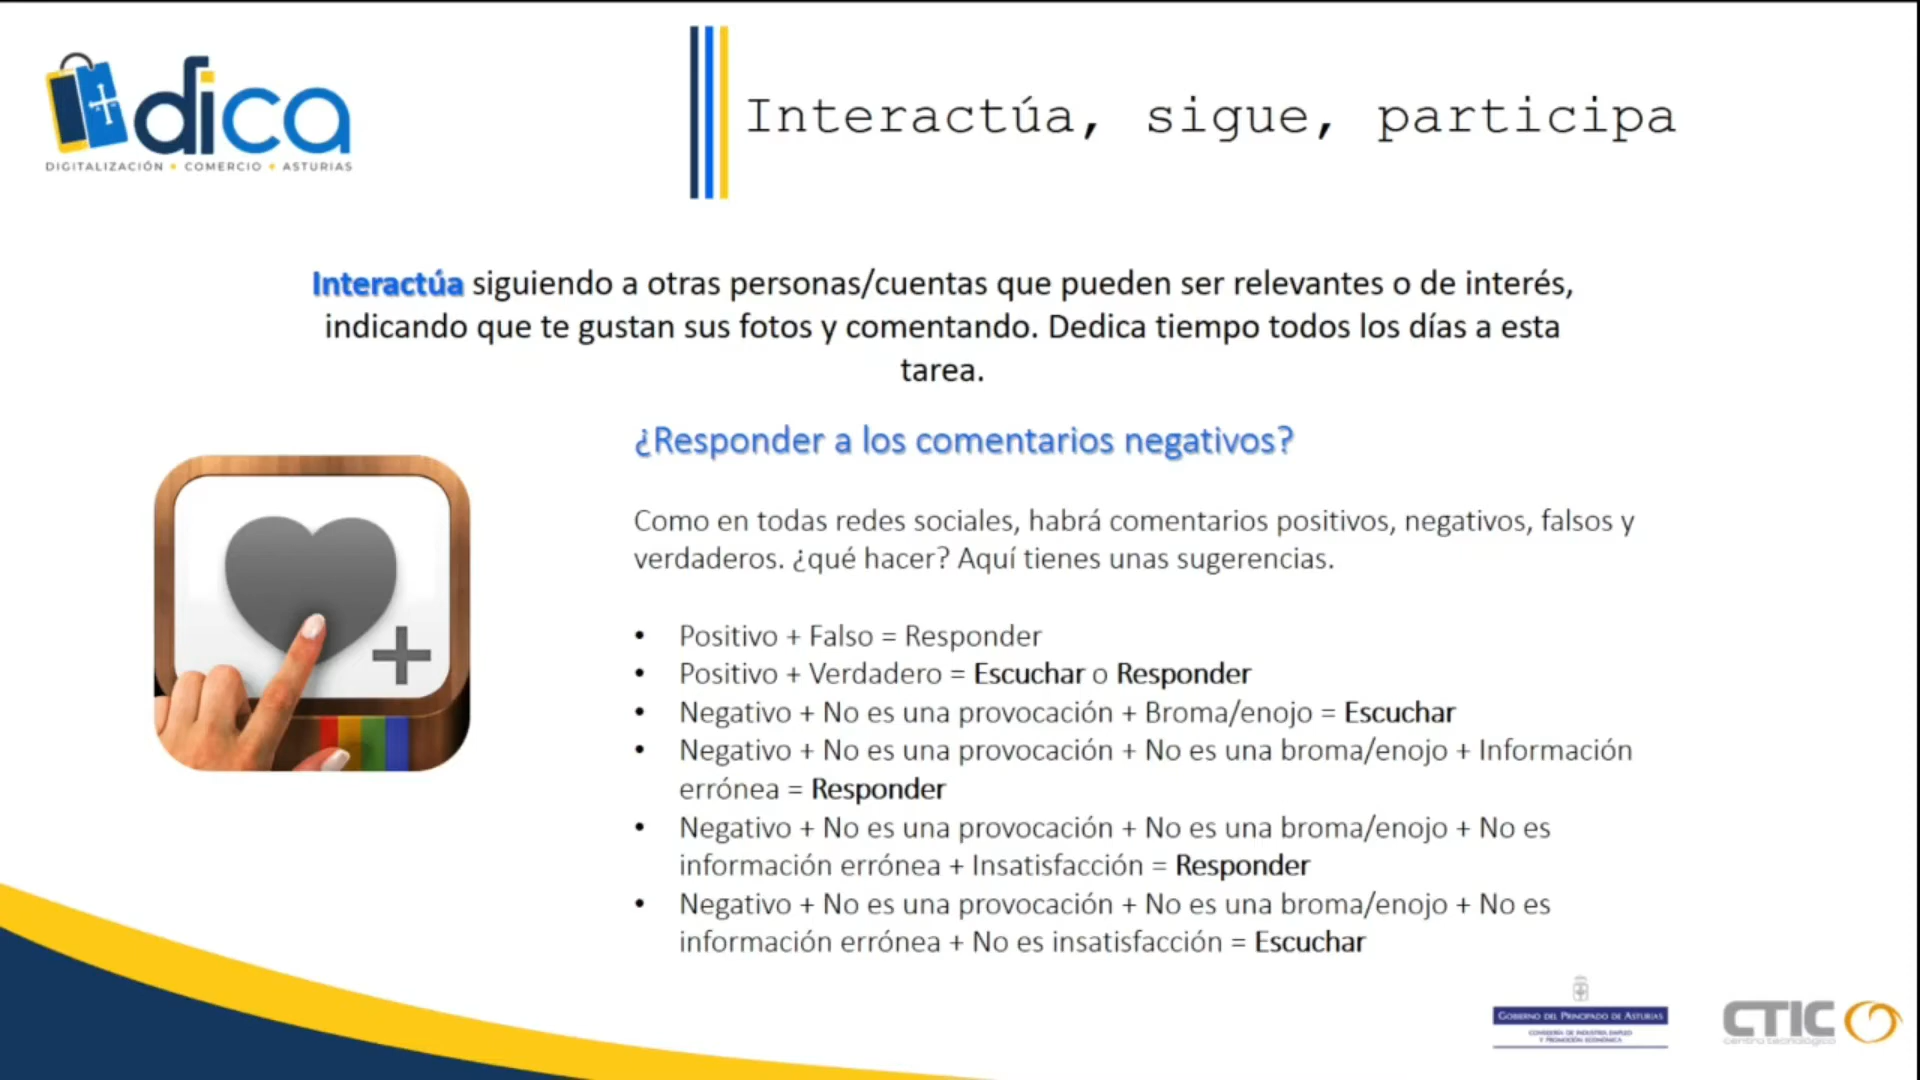 dica
DIGITALIZACIÓN • COMERCIO • ASTURIAS
Interactúa, sigue, participa
Interactúa siguiendo a otras personas/cuentas que pueden ser relevantes o de interés,
indicando que te gustan sus fotos y comentando. Dedica tiempo todos los días a esta
tarea.
¿Responder a los comentarios negativos?
Como en todas redes sociales, habrá comentarios positivos, negativos, falsos y
verdaderos. ¿qué hacer? Aquí tienes unas sugerencias.
• Positivo + Falso = Responder
• Positivo + Verdadero = Escuchar o Responder
• Negativo + No es una provocación + Broma/enojo = Escuchar
• Negativo + No es una provocación + No es una broma/enojo + Información
errónea = Responder
• Negativo + No es una provocación + No es una broma/enojo + No es
información errónea + Insatisfacción = Responder
• Negativo + No es una provocación + No es una broma/enojo + No es
información errónea + No es insatisfacción = Escuchar
GOBIERNO DEL PRINCIPADO DE ASTURIAS
CONSEJERÍA DE INDUSTRIA, EMPLEO
Y PROMOCIÓN ECONÓMICA
CTIC
centro tecnológico